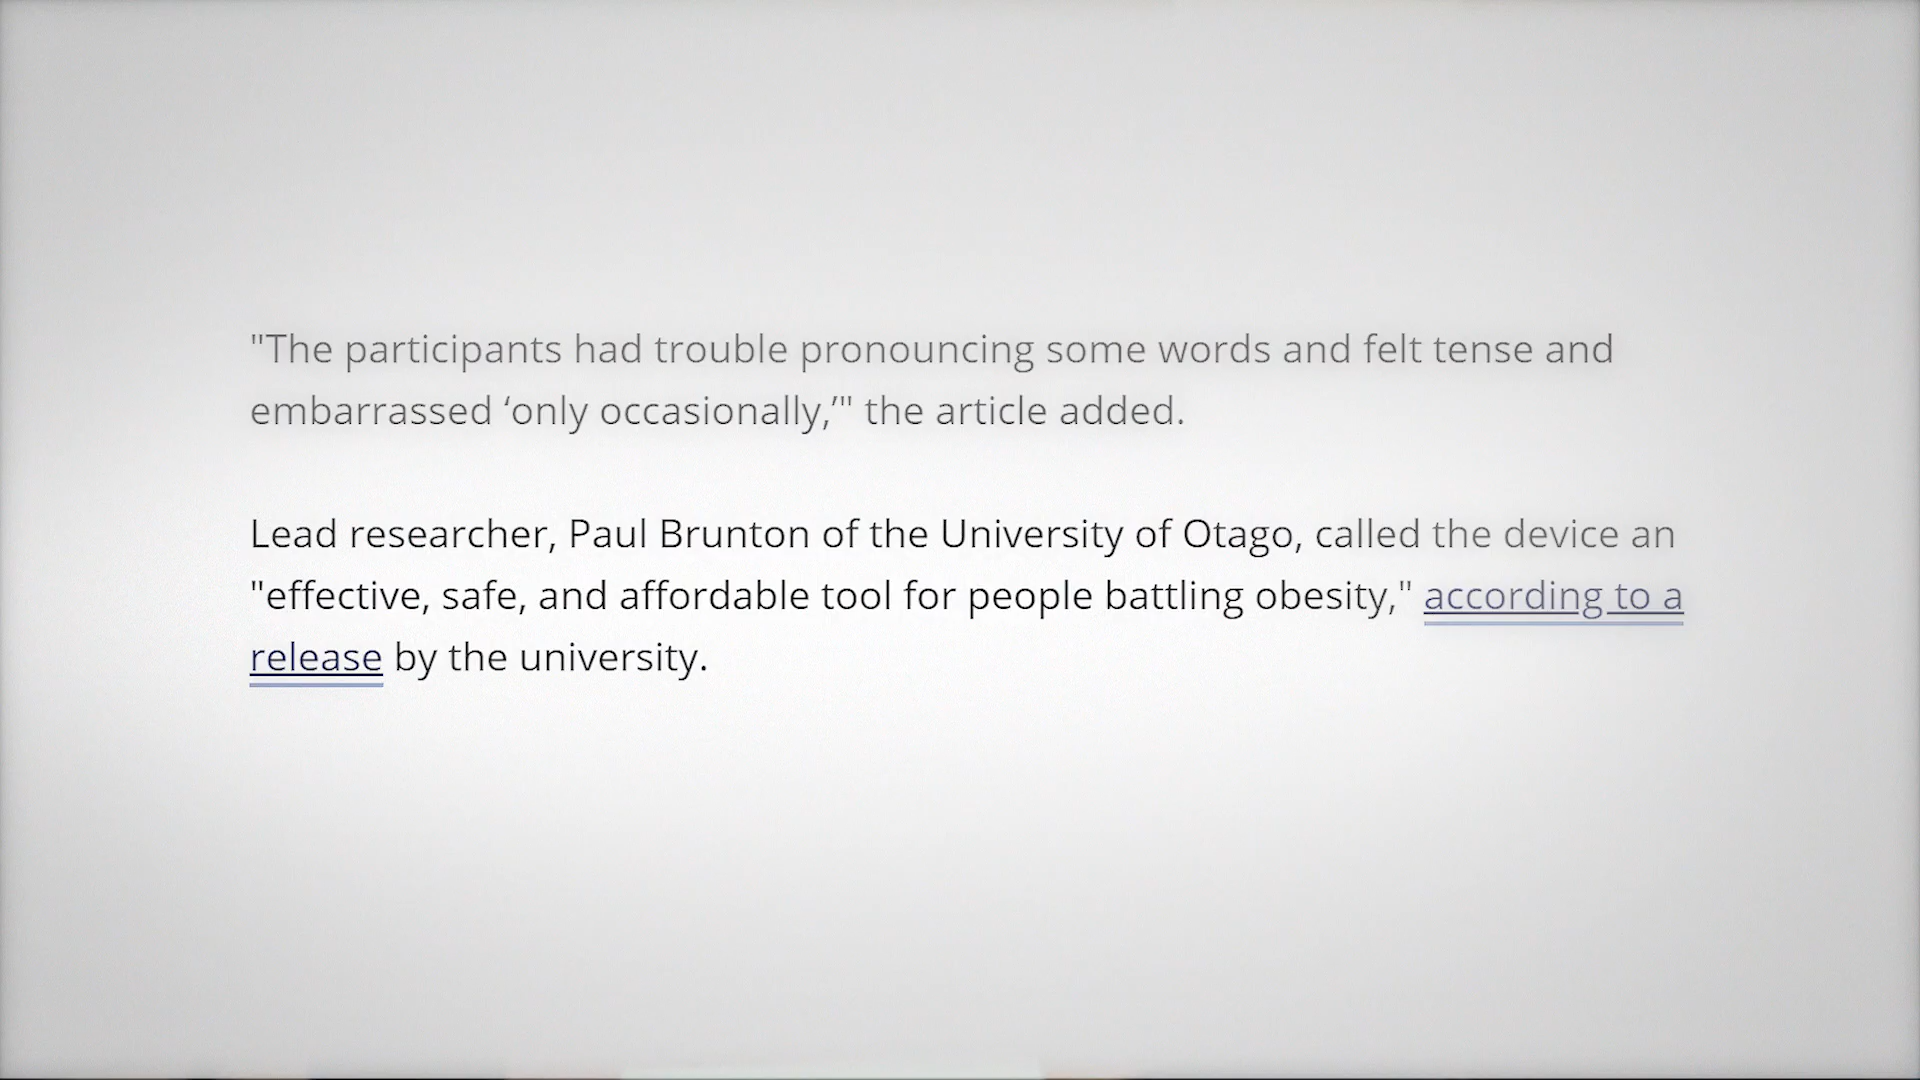 "The participants had trouble pronouncing some words and felt tense and
embarrassed ‘only occasionally,’" the article added.
Lead researcher, Paul Brunton of the University of Otago, called the device an
"effective, safe, and affordable tool for people battling obesity," according to a
release by the university.